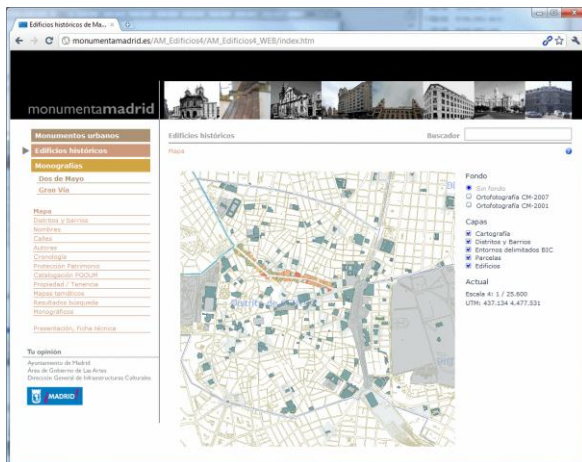 Edificios históricos de Ma...
monumentamadrid.es/AM_Edificios4/AM_Edificios4_WEB/index.htm
monumentamadrid
Monumentos urbanos
Edificios históricos
Monografías
Dos de Mayo
Gran Vía
Mapa
Distritos y barrios
Nombres
Calles
Autores
Cronología
Protección Patrimonio
Catalogación PGOUM
Propiedad / Tenencia
Mapas temáticos
Resultados búsqueda
Monográficos
Presentación, Ficha técnica
Tu opinión
Ayuntamiento de Madrid
Área de Gobierno de Las Artes
Dirección General de Infraestructuras Culturales
¡MADRID!
Edificios históricos
Buscador
Mapa
Fondo
Sin fondo
Ortofotografía CM-2007
Ortofotografía CM-2001
Capas
Cartografía
Distritos y Barrios
Entornos delimitados BIC
Parcelas
Edificios
Actual
Escala 4: 1 / 25.600
UTM: 437.134 4.477.531